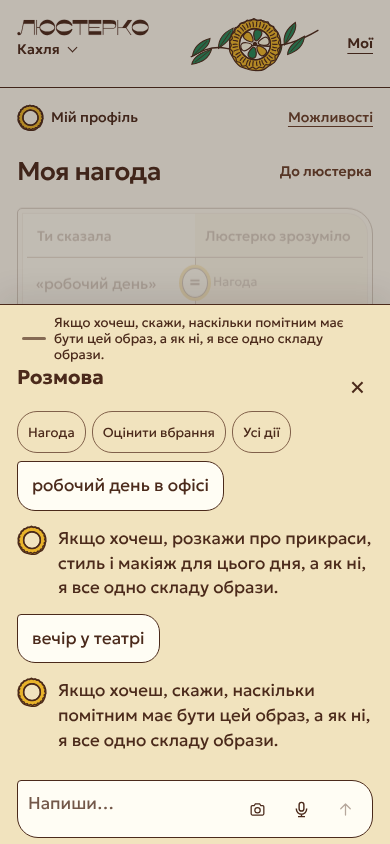 ЛЮСТЕРКО
Кахля
Мої
Мій профіль
Можливості
Моя нагода
До люстерка
Ти сказала
Люстерко зрозуміло
«робочий день»
=
Нагода
Якщо хочеш, скажи, наскільки помітним має
бути цей образ, а як ні, я все одно складу
образи.
Розмова
Нагода
Оцінити вбрання
Усі дії
робочий день в офісі
Якщо хочеш, розкажи про прикраси,
стиль і макіяж для цього дня, а як ні,
я все одно складу образи.
вечір у театрі
Якщо хочеш, скажи, наскільки
помітним має бути цей образ, а як ні,
я все одно складу образи.
Напиши...